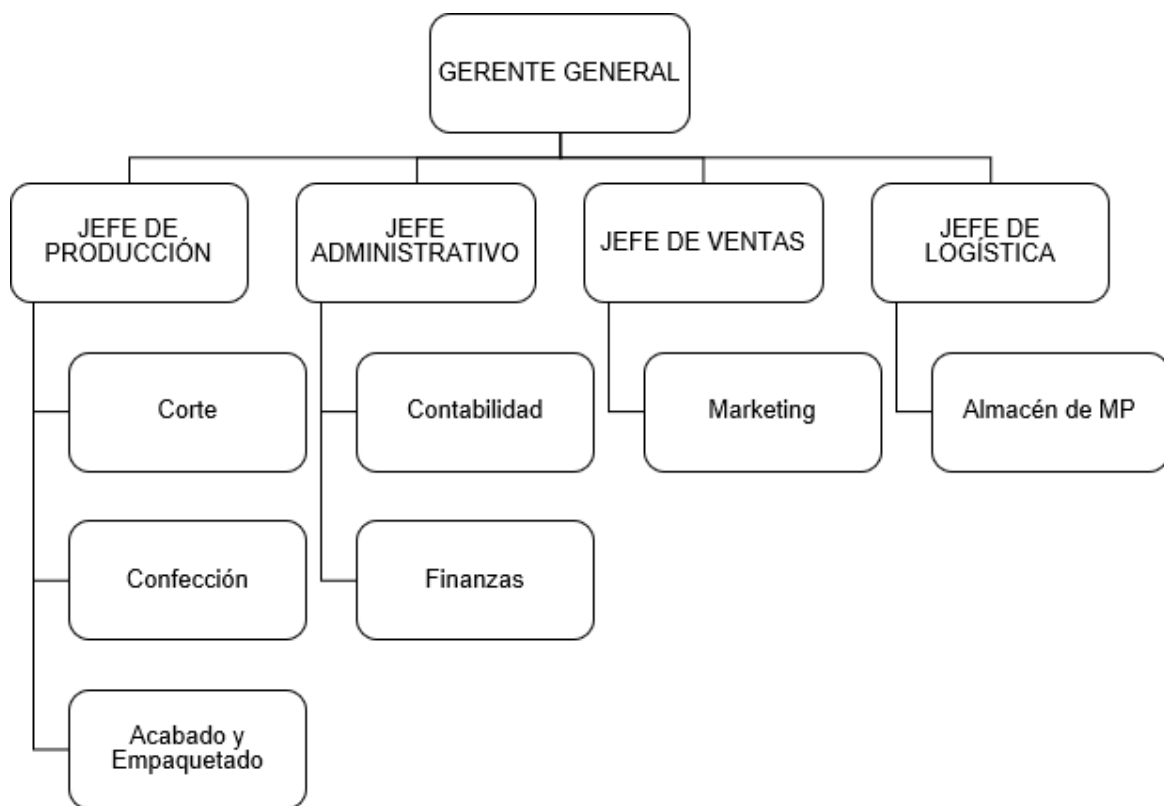 GERENTE GENERAL
JEFE DE
PRODUCCIÓN
JEFE
ADMINISTRATIVO
JEFE DE VENTAS
JEFE DE
LOGÍSTICA
Corte
Contabilidad
Marketing
Almacén de MP
Confección
Finanzas
Acabado y
Empaquetado